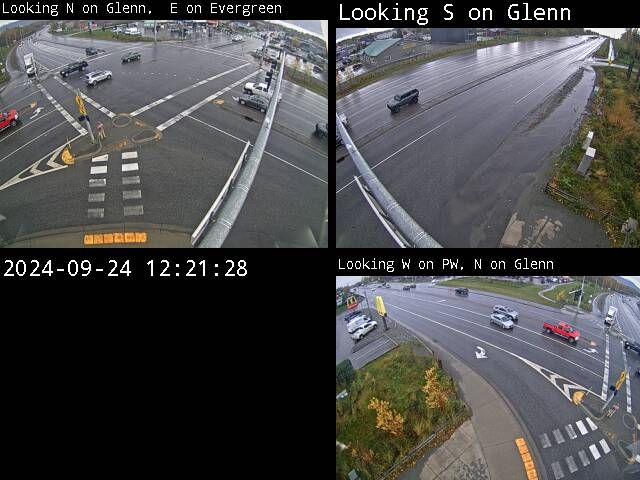 Looking N on Glenn,  E on Evergreen
Looking S on Glenn
2024-09-24 12:21:28
Looking W on PW, N on Glenn